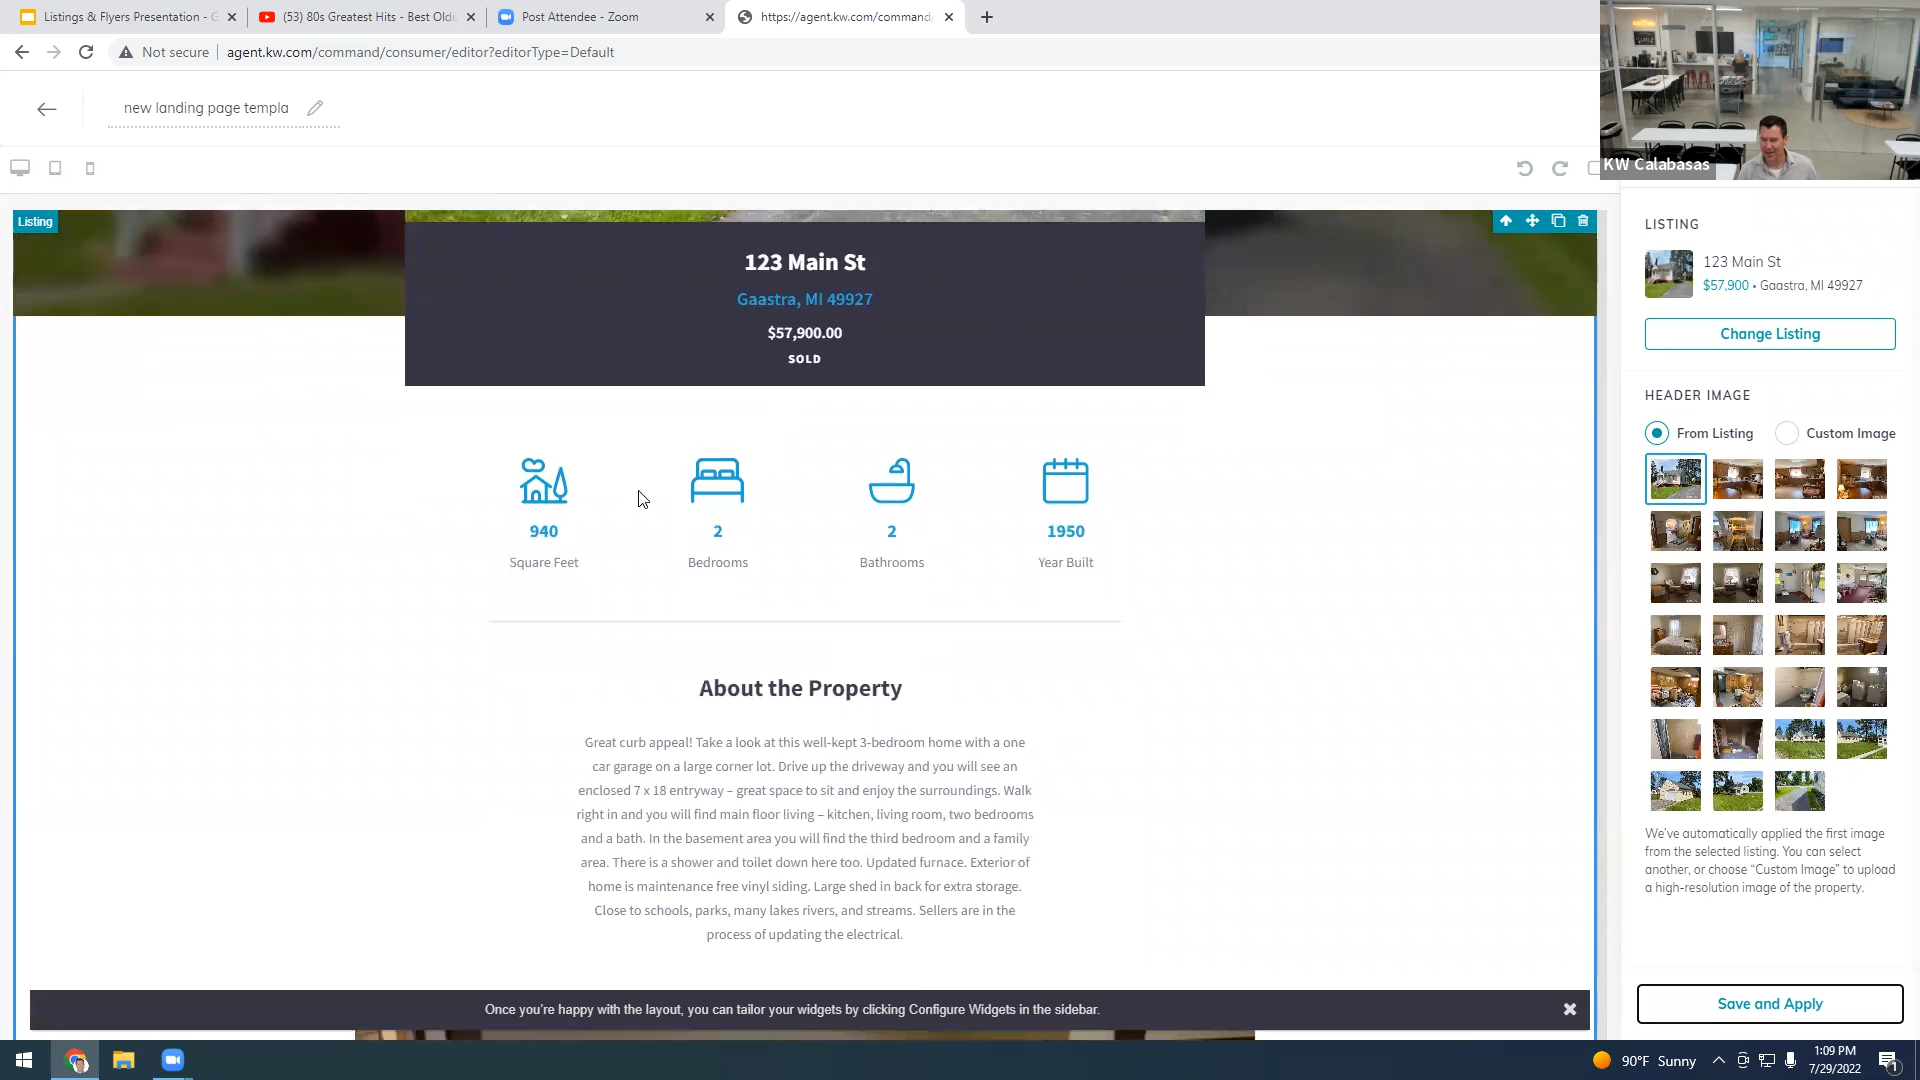 Listings & Flyers Presentation - G
(53) 80s Greatest Hits - Best Oldi
Post Attendee - Zoom
https://agent.kw.com/command/
Not secure
agent.kw.com/command/consumer/editor?editorType=Default
new landing page templa
KW Calabasas
Listing
123 Main St
Gaastra, MI 49927
$57,900.00
SOLD
940
2
2
1950
Square Feet
Bedrooms
Bathrooms
Year Built
About the Property
Great curb appeal! Take a look at this well-kept 3-bedroom home with a one
car garage on a large corner lot. Drive up the driveway and you will see an
enclosed 7 x 18 entryway – great space to sit and enjoy the surroundings. Walk
right in and you will find main floor living – kitchen, living room, two bedrooms
and a bath. In the basement area you will find the third bedroom and a family
area. There is a shower and toilet down here too. Updated furnace. Exterior of
home is maintenance free vinyl siding. Large shed in back for extra storage.
Close to schools, parks, many lakes rivers, and streams. Sellers are in the
process of updating the electrical.
Once you're happy with the layout, you can tailor your widgets by clicking Configure Widgets in the sidebar.
LISTING
123 Main St
$57,900 • Gaastra, MI 49927
Change Listing
HEADER IMAGE
From Listing
Custom Image
We've automatically applied the first image
from the selected listing. You can select
another, or choose “Custom Image” to upload
a high-resolution image of the property.
Save and Apply
90°F Sunny
1:09 PM
7/29/2022
1